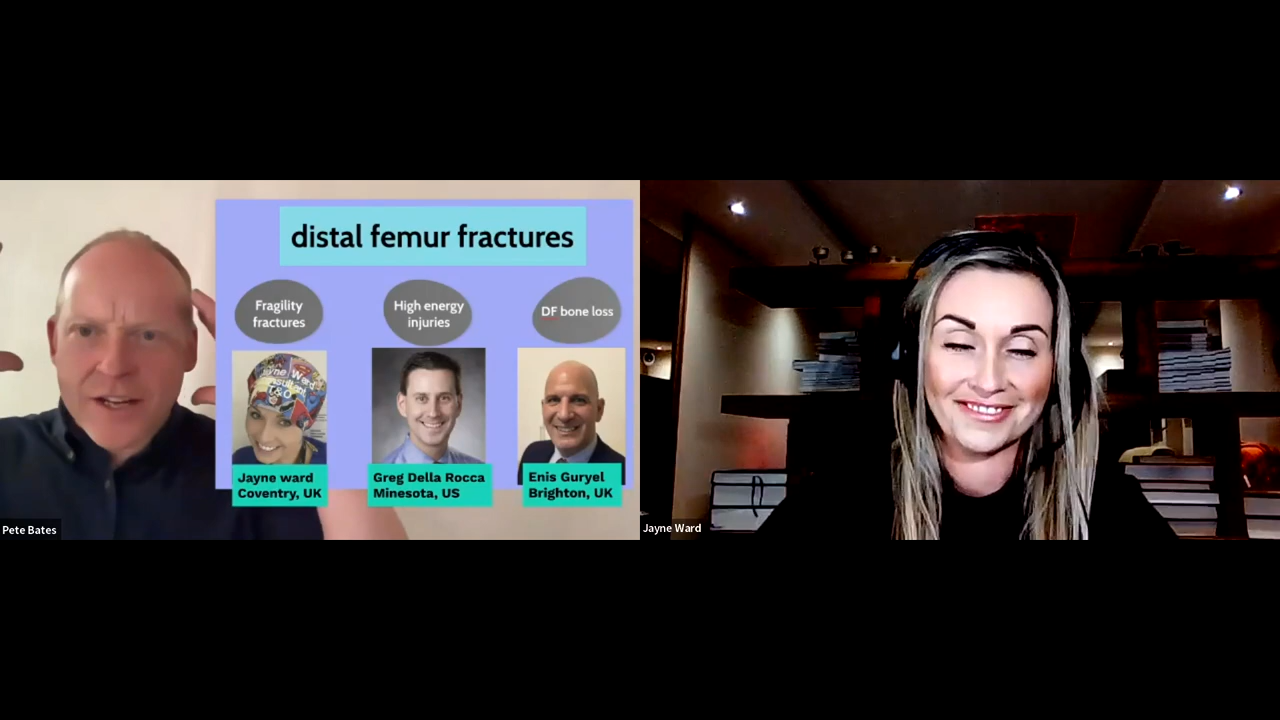 distal femur fractures
Fragility
fractures
High energy
injuries
DF bone loss
Jayne ward
Coventry, UK
Greg Della Rocca
Minesota, US
Enis Guryel
Brighton, UK
Pete Bates
Jayne Ward